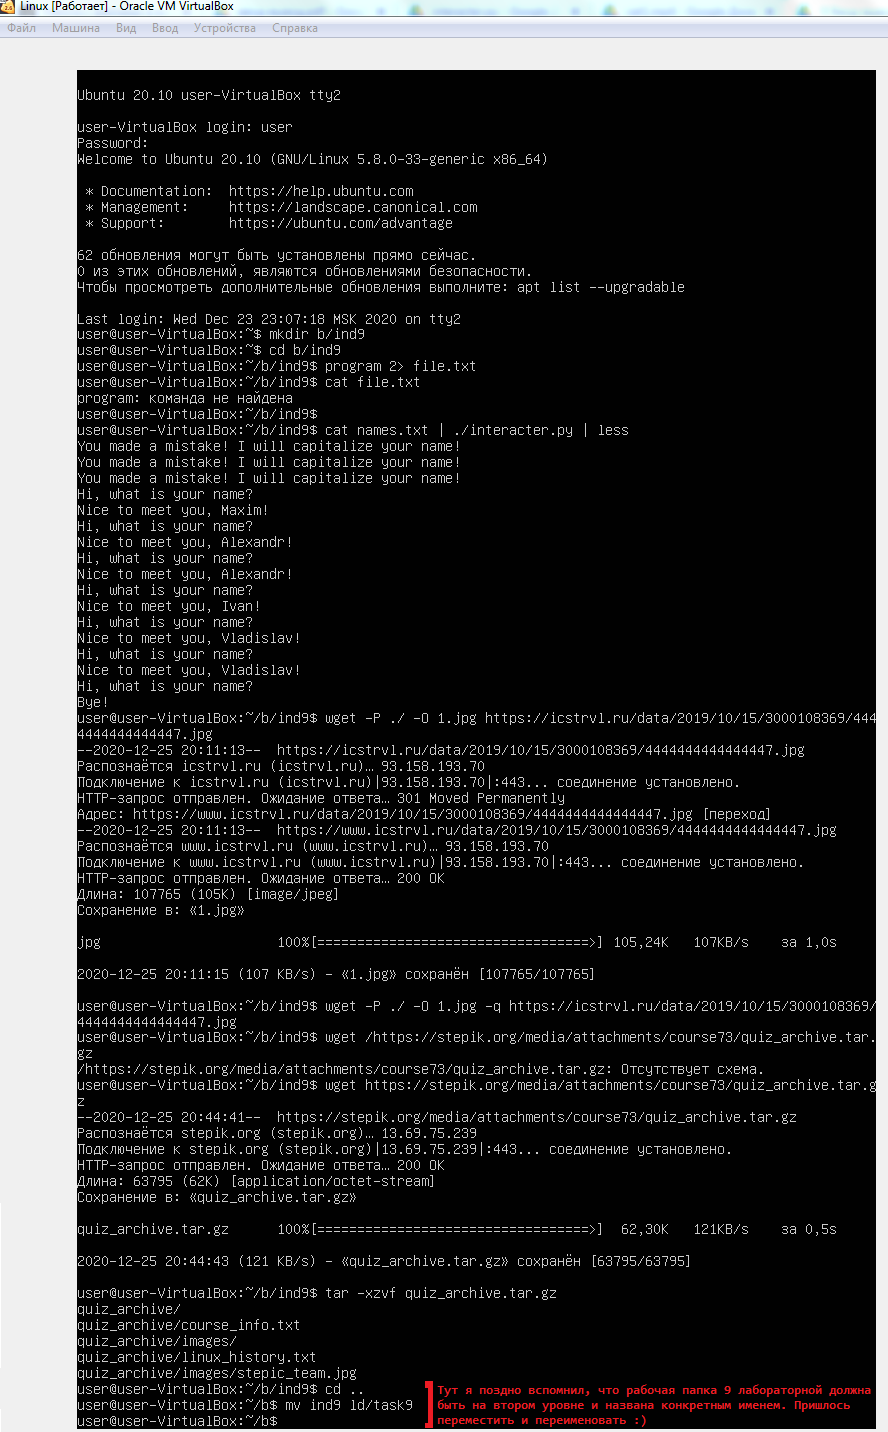 Linux [Работает] - Oracle VM VirtualBox
Файл Машина Вид Ввод Устройства Справка
Ubuntu 20.10 user-VirtualBox tty2
user-VirtualBox login: user
Password:
Welcome to Ubuntu 20.10 (GNU/Linux 5.8.0-33-generic x86_64)
* Documentation:  https://help.ubuntu.com
* Management:     https://landscape.canonical.com
* Support:        https://ubuntu.com/advantage
62 обновления могут быть установлены прямо сейчас.
0 из этих обновлений, являются обновлениями безопасности.
Чтобы просмотреть дополнительные обновления выполните: apt list --upgradable
Last login: Wed Dec 23 23:07:18 MSK 2020 on tty2
user@user-VirtualBox:~$ mkdir b/ind9
user@user-VirtualBox:~$ cd b/ind9
user@user-VirtualBox:~/b/ind9$ program 2> file.txt
user@user-VirtualBox:~/b/ind9$ cat file.txt
program: команда не найдена
user@user-VirtualBox:~/b/ind9$
user@user-VirtualBox:~/b/ind9$ cat names.txt | ./interacter.py | less
You made a mistake! I will capitalize your name!
You made a mistake! I will capitalize your name!
You made a mistake! I will capitalize your name!
Hi, what is your name?
Nice to meet you, Maxim!
Hi, what is your name?
Nice to meet you, Alexandr!
Hi, what is your name?
Nice to meet you, Alexandr!
Hi, what is your name?
Nice to meet you, Ivan!
Hi, what is your name?
Nice to meet you, Vladislav!
Hi, what is your name?
Nice to meet you, Vladislav!
Hi, what is your name?
Bye!
user@user-VirtualBox:~/b/ind9$ wget -P ./ -O 1.jpg https://icstrvl.ru/data/2019/10/15/3000108369/444
4444444444447.jpg
--2020-12-25 20:11:13--  https://icstrvl.ru/data/2019/10/15/3000108369/4444444444444447.jpg
Распознаётся icstrvl.ru (icstrvl.ru)… 93.158.193.70
Подключение к icstrvl.ru (icstrvl.ru)|93.158.193.70|:443... соединение установлено.
HTTP-запрос отправлен. Ожидание ответа… 301 Moved Permanently
Адрес: https://www.icstrvl.ru/data/2019/10/15/3000108369/4444444444444447.jpg [переход]
--2020-12-25 20:11:13--  https://www.icstrvl.ru/data/2019/10/15/3000108369/4444444444444447.jpg
Распознаётся www.icstrvl.ru (www.icstrvl.ru)… 93.158.193.70
Подключение к www.icstrvl.ru (www.icstrvl.ru)|93.158.193.70|:443... соединение установлено.
HTTP-запрос отправлен. Ожидание ответа… 200 OK
Длина: 107765 (105K) [image/jpeg]
Сохранение в: «1.jpg»
jpg                      100%[==================================>] 105,24K   107KB/s    за 1,0s
2020-12-25 20:11:15 (107 KB/s) - «1.jpg» сохранён [107765/107765]
user@user-VirtualBox:~/b/ind9$ wget -P ./ -O 1.jpg -q https://icstrvl.ru/data/2019/10/15/3000108369/
4444444444444447.jpg
user@user-VirtualBox:~/b/ind9$ wget /https://stepik.org/media/attachments/course73/quiz_archive.tar.
gz
/https://stepik.org/media/attachments/course73/quiz_archive.tar.gz: Отсутствует схема.
user@user-VirtualBox:~/b/ind9$ wget https://stepik.org/media/attachments/course73/quiz_archive.tar.g
z
--2020-12-25 20:44:41--  https://stepik.org/media/attachments/course73/quiz_archive.tar.gz
Распознаётся stepik.org (stepik.org)… 13.69.75.239
Подключение к stepik.org (stepik.org)|13.69.75.239|:443... соединение установлено.
HTTP-запрос отправлен. Ожидание ответа… 200 OK
Длина: 63795 (62K) [application/octet-stream]
Сохранение в: «quiz_archive.tar.gz»
quiz_archive.tar.gz      100%[==================================>]  62,30K   121KB/s    за 0,5s
2020-12-25 20:44:43 (121 KB/s) - «quiz_archive.tar.gz» сохранён [63795/63795]
user@user-VirtualBox:~/b/ind9$ tar -xzvf quiz_archive.tar.gz
quiz_archive/
quiz_archive/course_info.txt
quiz_archive/images/
quiz_archive/linux_history.txt
quiz_archive/images/stepic_team.jpg
user@user-VirtualBox:~/b/ind9$ cd ..
user@user-VirtualBox:~/b$ mv ind9 ld/task9
user@user-VirtualBox:~/b$
Тут я поздно вспомнил, что рабочая папка 9 лабораторной должна
быть на втором уровне и названа конкретным именем. Пришлось
переместить и переименовать :)